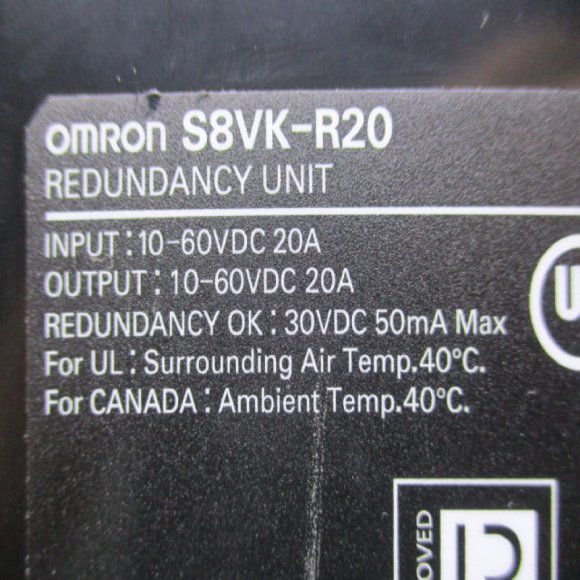 omron S8VK-R20
REDUNDANCY UNIT
INPUT : 10-60VDC 20A
OUTPUT : 10-60VDC 20A
REDUNDANCY OK : 30VDC 50mA Max
For UL : Surrounding Air Temp.40°C.
For CANADA : Ambient Temp.40°C.